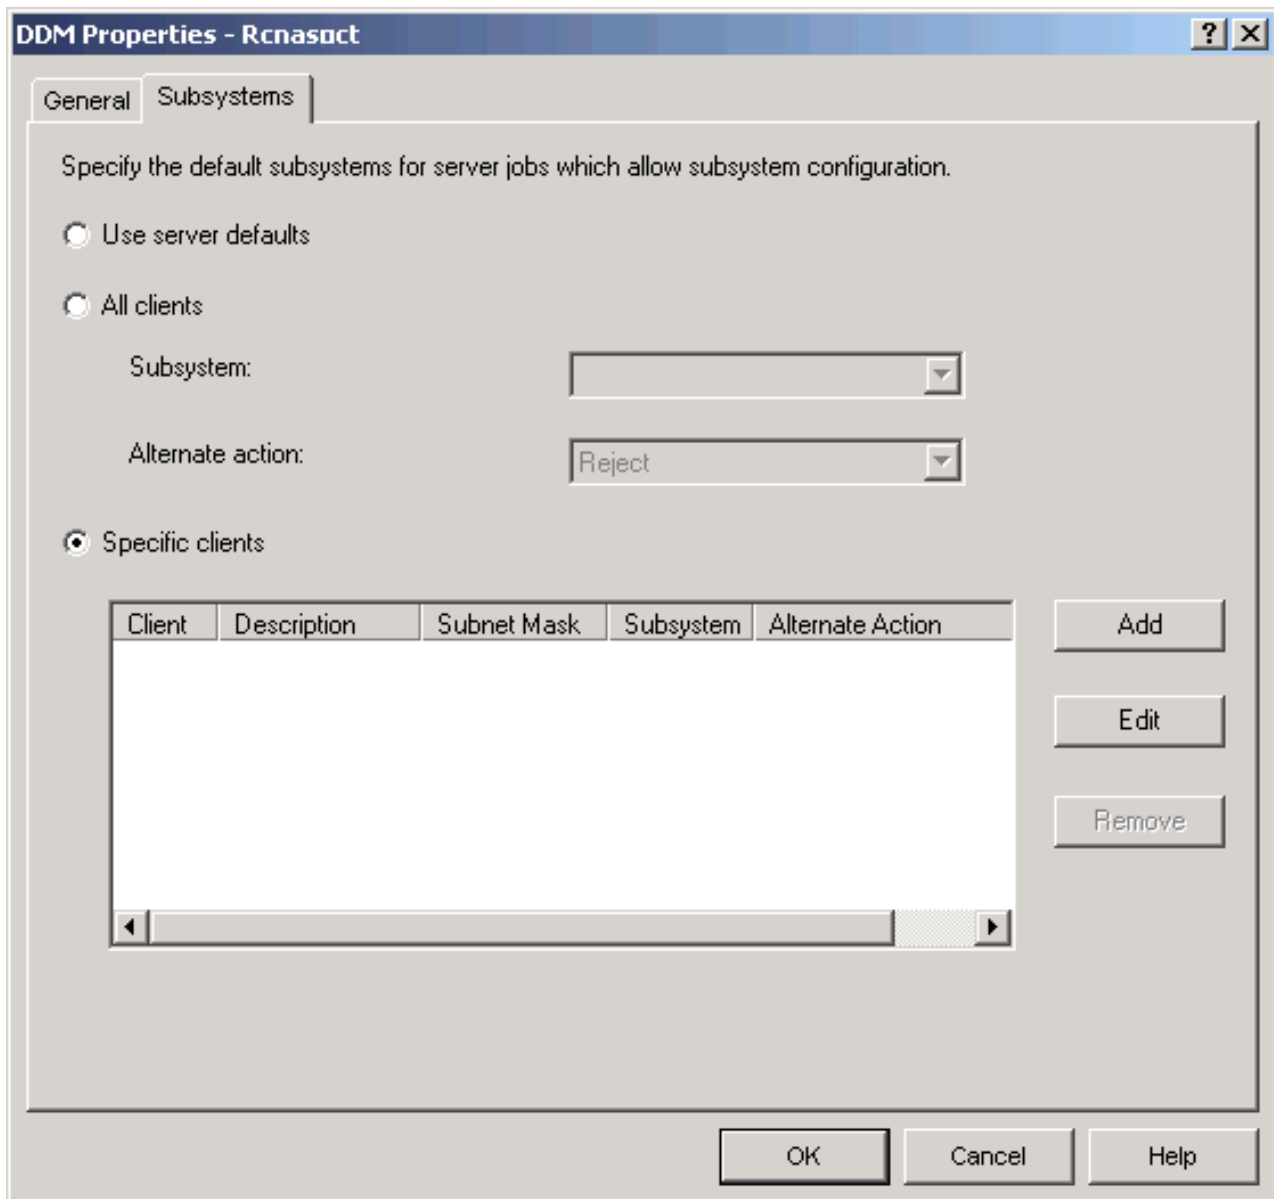 DDM Properties - Rcnasnct
General
Subsystems
Specify the default subsystems for server jobs which allow subsystem configuration.
Use server defaults
All clients
Subsystem:
Alternate action:
Reject
Specific clients
Client Description Subnet Mask Subsystem Alternate Action
Add
Edit
Remove
OK Cancel Help